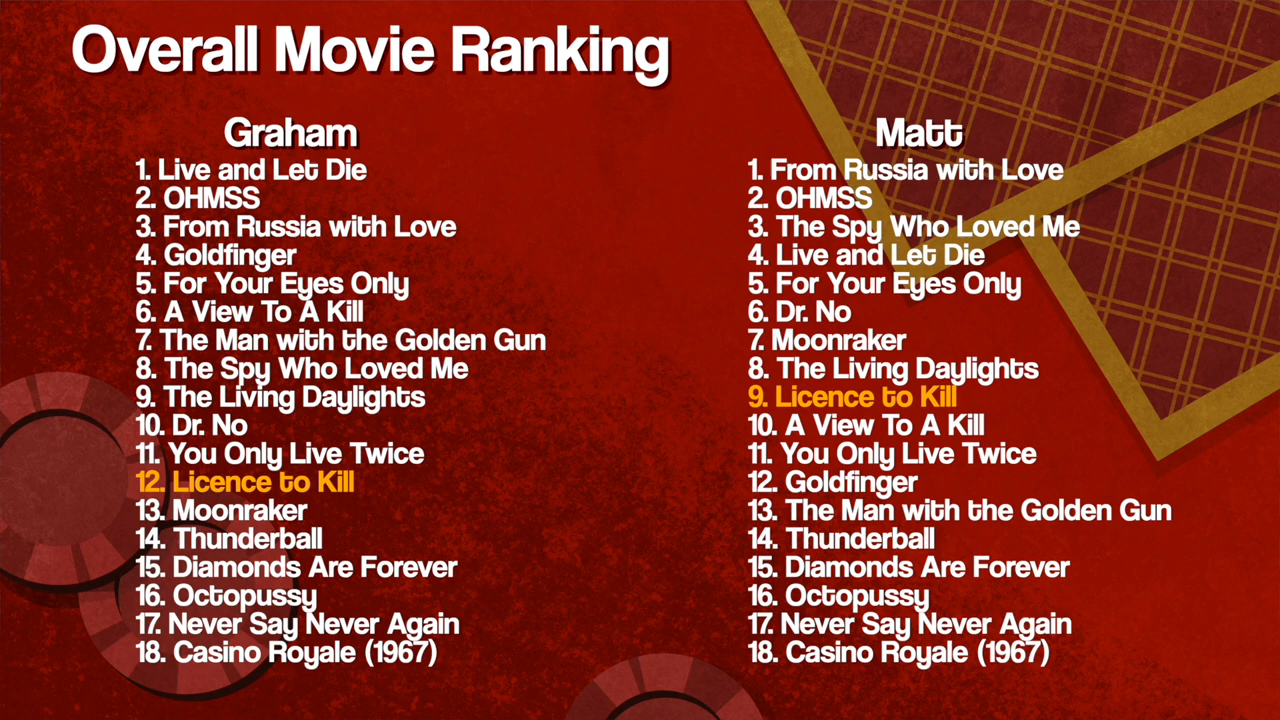 Overall Movie Ranking
Graham
1. Live and Let Die
2. OHMSS
3. From Russia with Love
4. Goldfinger
5. For Your Eyes Only
6. A View To A Kill
7. The Man with the Golden Gun
8. The Spy Who Loved Me
9. The Living Daylights
10. Dr. No
11. You Only Live Twice
12. Licence to Kill
13. Moonraker
14. Thunderball
15. Diamonds Are Forever
16. Octopussy
17. Never Say Never Again
18. Casino Royale (1967)
Matt
1. From Russia with Love
2. OHMSS
3. The Spy Who Loved Me
4. Live and Let Die
5. For Your Eyes Only
6. Dr. No
7. Moonraker
8. The Living Daylights
9. Licence to Kill
10. A View To A Kill
11. You Only Live Twice
12. Goldfinger
13. The Man with the Golden Gun
14. Thunderball
15. Diamonds Are Forever
16. Octopussy
17. Never Say Never Again
18. Casino Royale (1967)